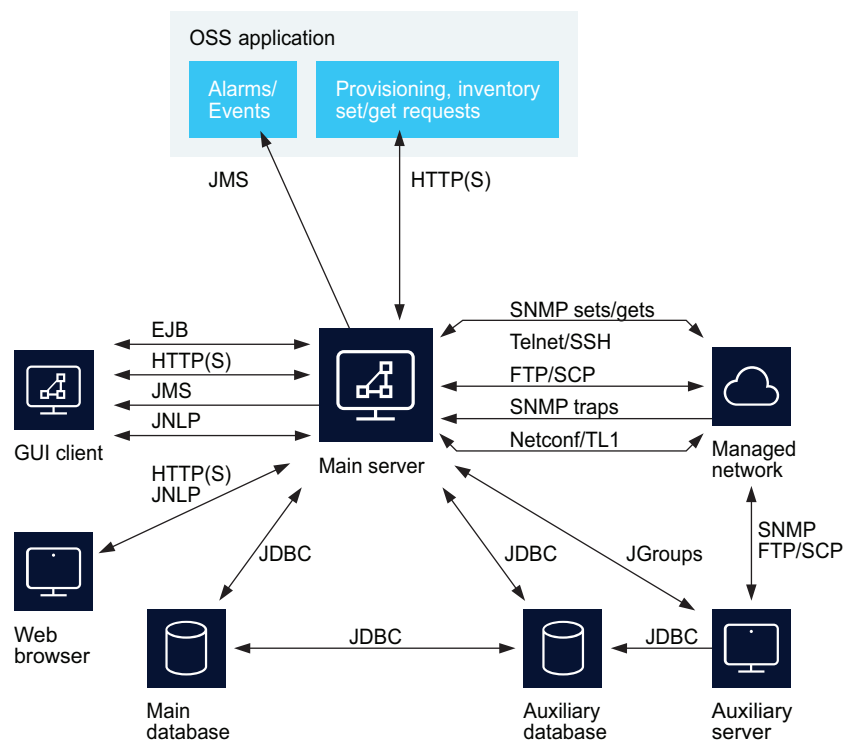 OSS application
Alarms/
Events
Provisioning, inventory
set/get requests
JMS
HTTP(S)
EJB
HTTP(S)
JMS
JNLP
GUI client
Main server
SNMP sets/gets
Telnet/SSH
FTP/SCP
SNMP traps
Netconf/TL1
Managed
network
HTTP(S)
JNLP
Web
browser
JDBC
JDBC
JGroups
SNMP
FTP/SCP
JDBC
JDBC
Main
database
Auxiliary
database
Auxiliary
server